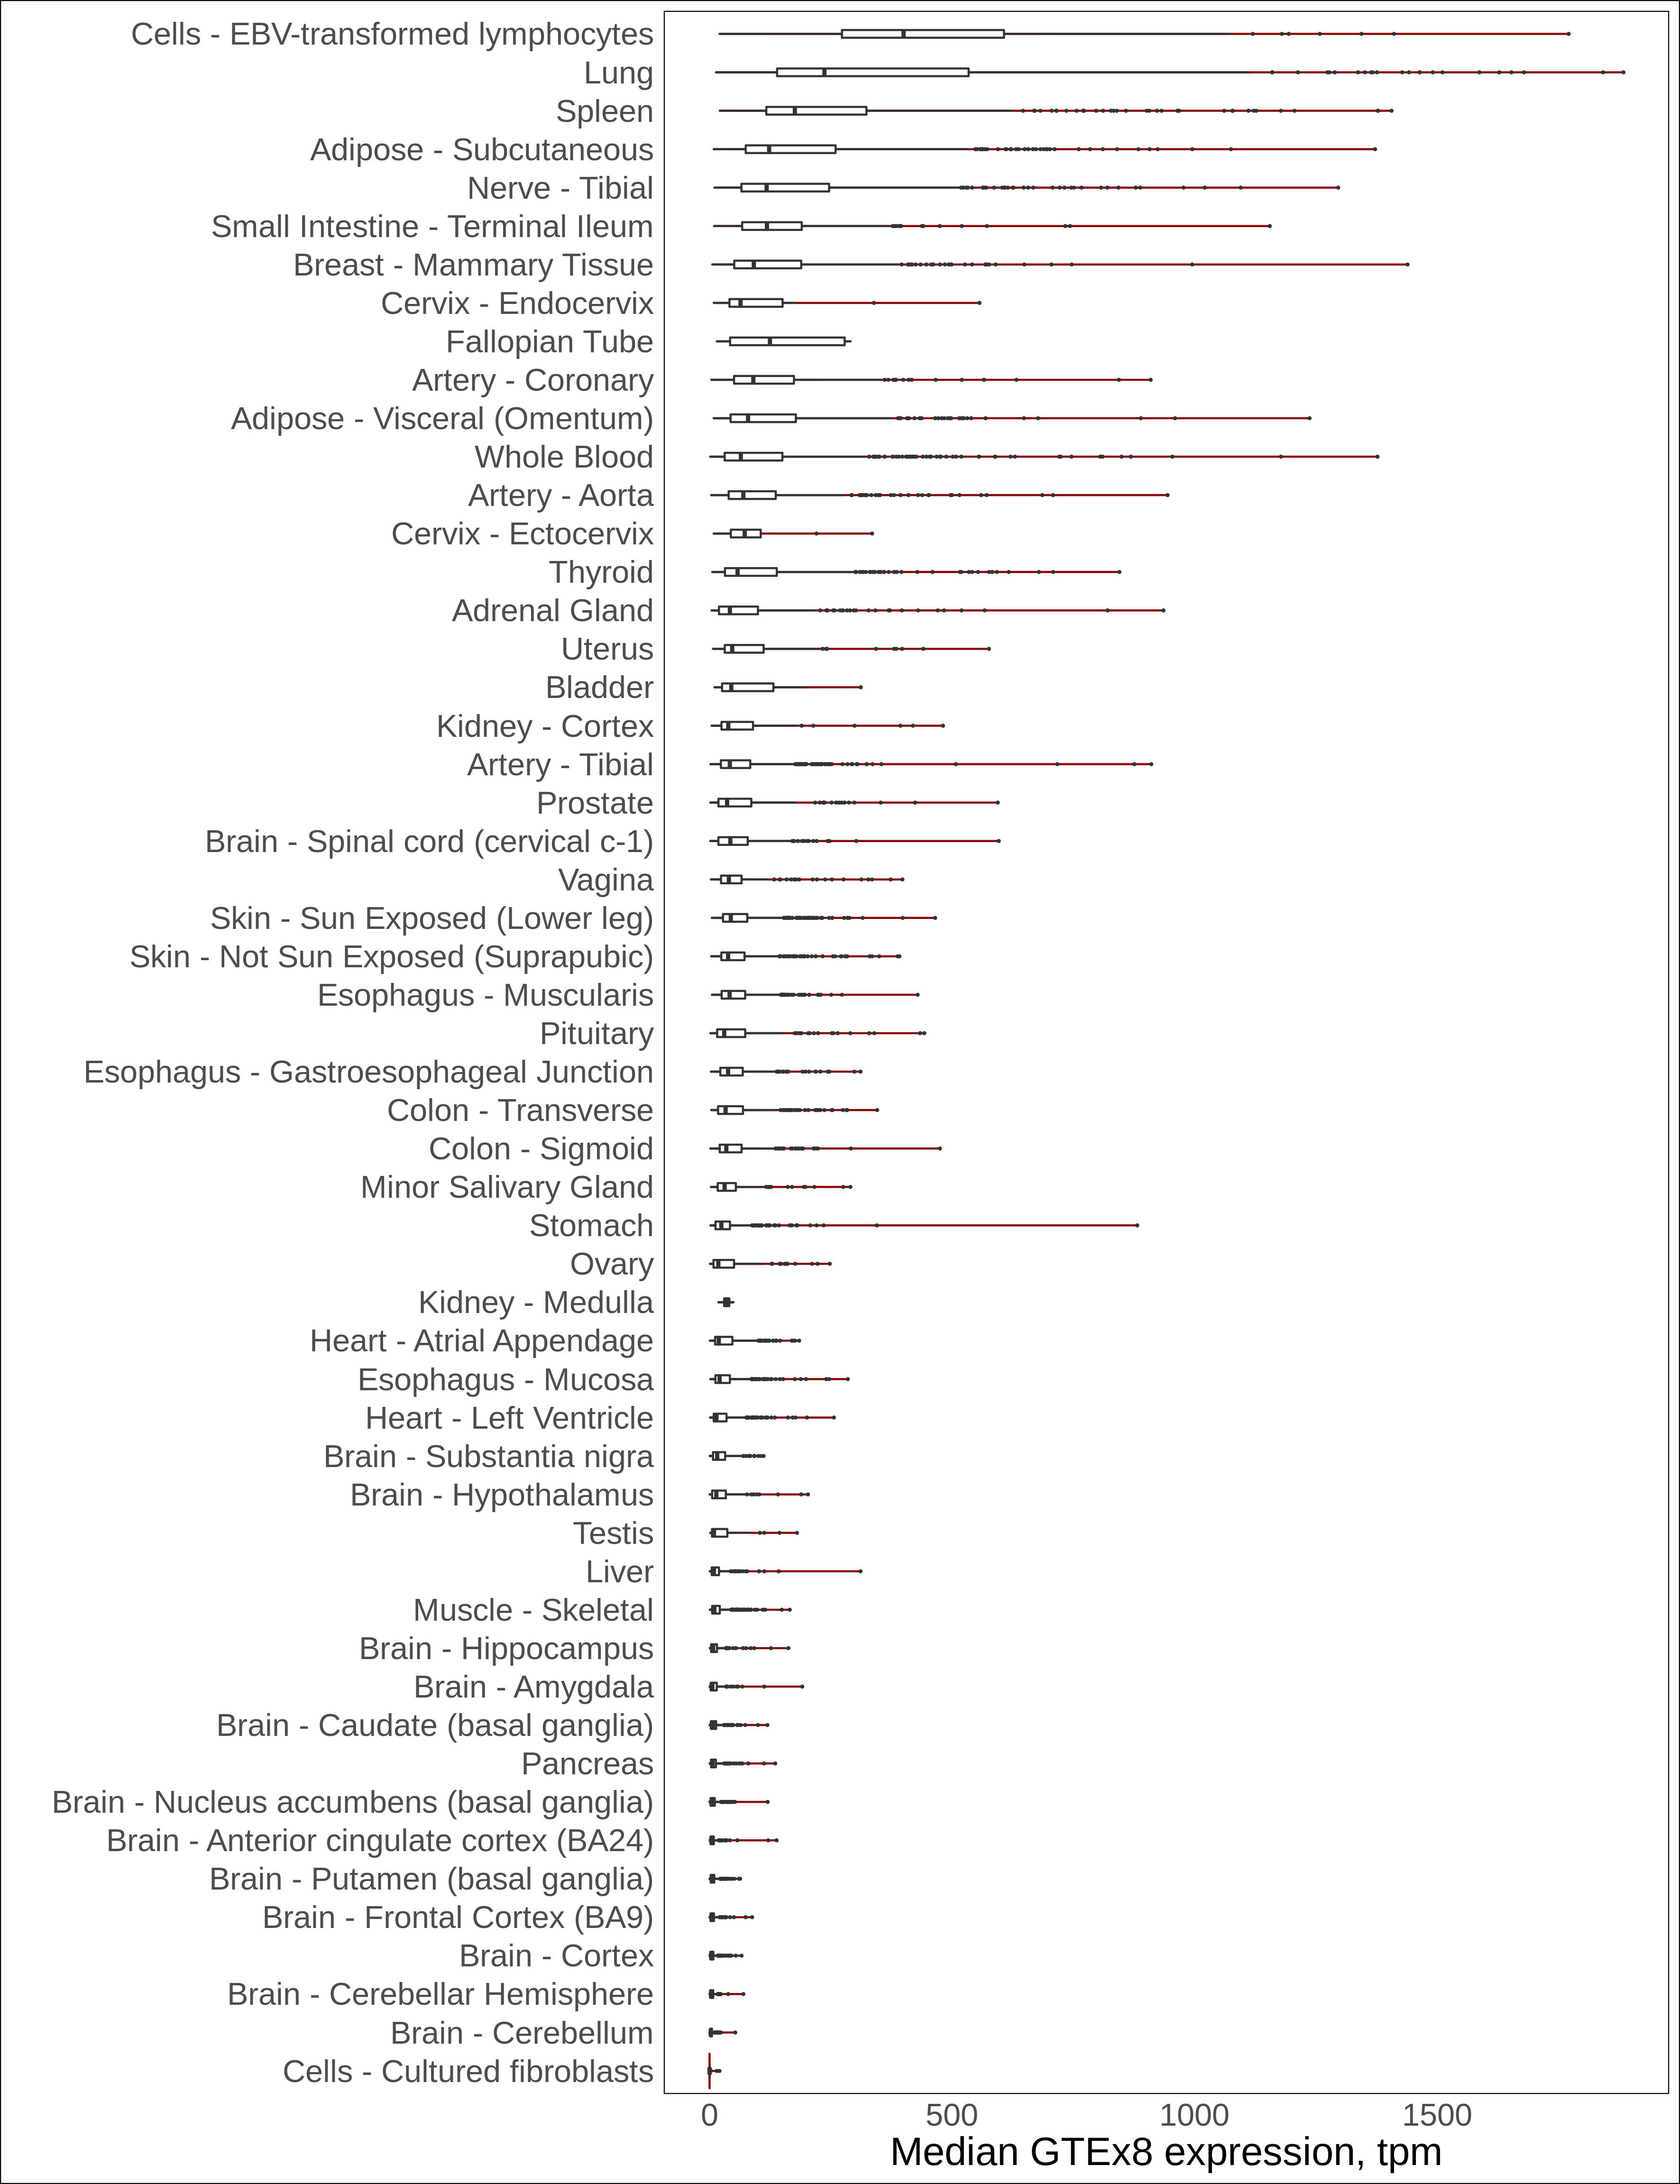 Cells - EBV-transformed lymphocytes
Lung
Spleen
Adipose - Subcutaneous
Nerve - Tibial
Small Intestine - Terminal Ileum
Breast - Mammary Tissue
Cervix - Endocervix
Fallopian Tube
Artery - Coronary
Adipose - Visceral (Omentum)
Whole Blood
Artery - Aorta
Cervix - Ectocervix
Thyroid
Adrenal Gland
Uterus
Bladder
Kidney - Cortex
Artery - Tibial
Prostate
Brain - Spinal cord (cervical c-1)
Vagina
Skin - Sun Exposed (Lower leg)
Skin - Not Sun Exposed (Suprapubic)
Esophagus - Muscularis
Pituitary
Esophagus - Gastroesophageal Junction
Colon - Transverse
Colon - Sigmoid
Minor Salivary Gland
Stomach
Ovary
Kidney - Medulla
Heart - Atrial Appendage
Esophagus - Mucosa
Heart - Left Ventricle
Brain - Substantia nigra
Brain - Hypothalamus
Testis
Liver
Muscle - Skeletal
Brain - Hippocampus
Brain - Amygdala
Brain - Caudate (basal ganglia)
Pancreas
Brain - Nucleus accumbens (basal ganglia)
Brain - Anterior cingulate cortex (BA24)
Brain - Putamen (basal ganglia)
Brain - Frontal Cortex (BA9)
Brain - Cortex
Brain - Cerebellar Hemisphere
Brain - Cerebellum
Cells - Cultured fibroblasts
0 500 1000 1500
Median GTEx8 expression, tpm